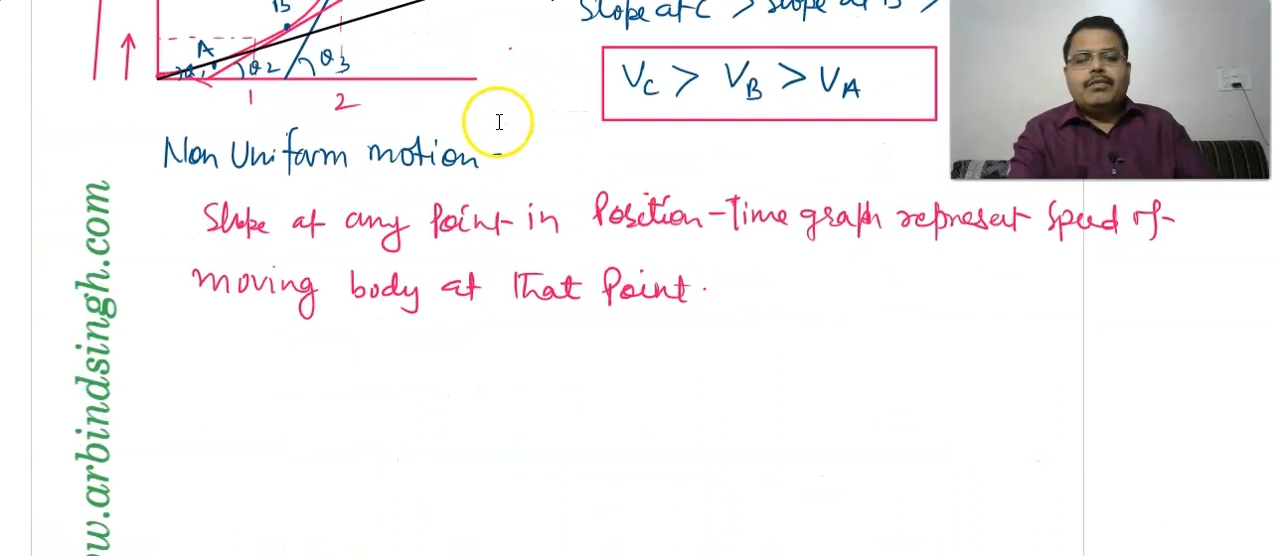 B
Slope at C > Slope at B >
A
θ2
θ3
1
2
VC > VB > VA
Non Uniform motion -
Slope at any point in Position-Time graph represent speed of
moving body at that Point.
ww.arbindsingh.com